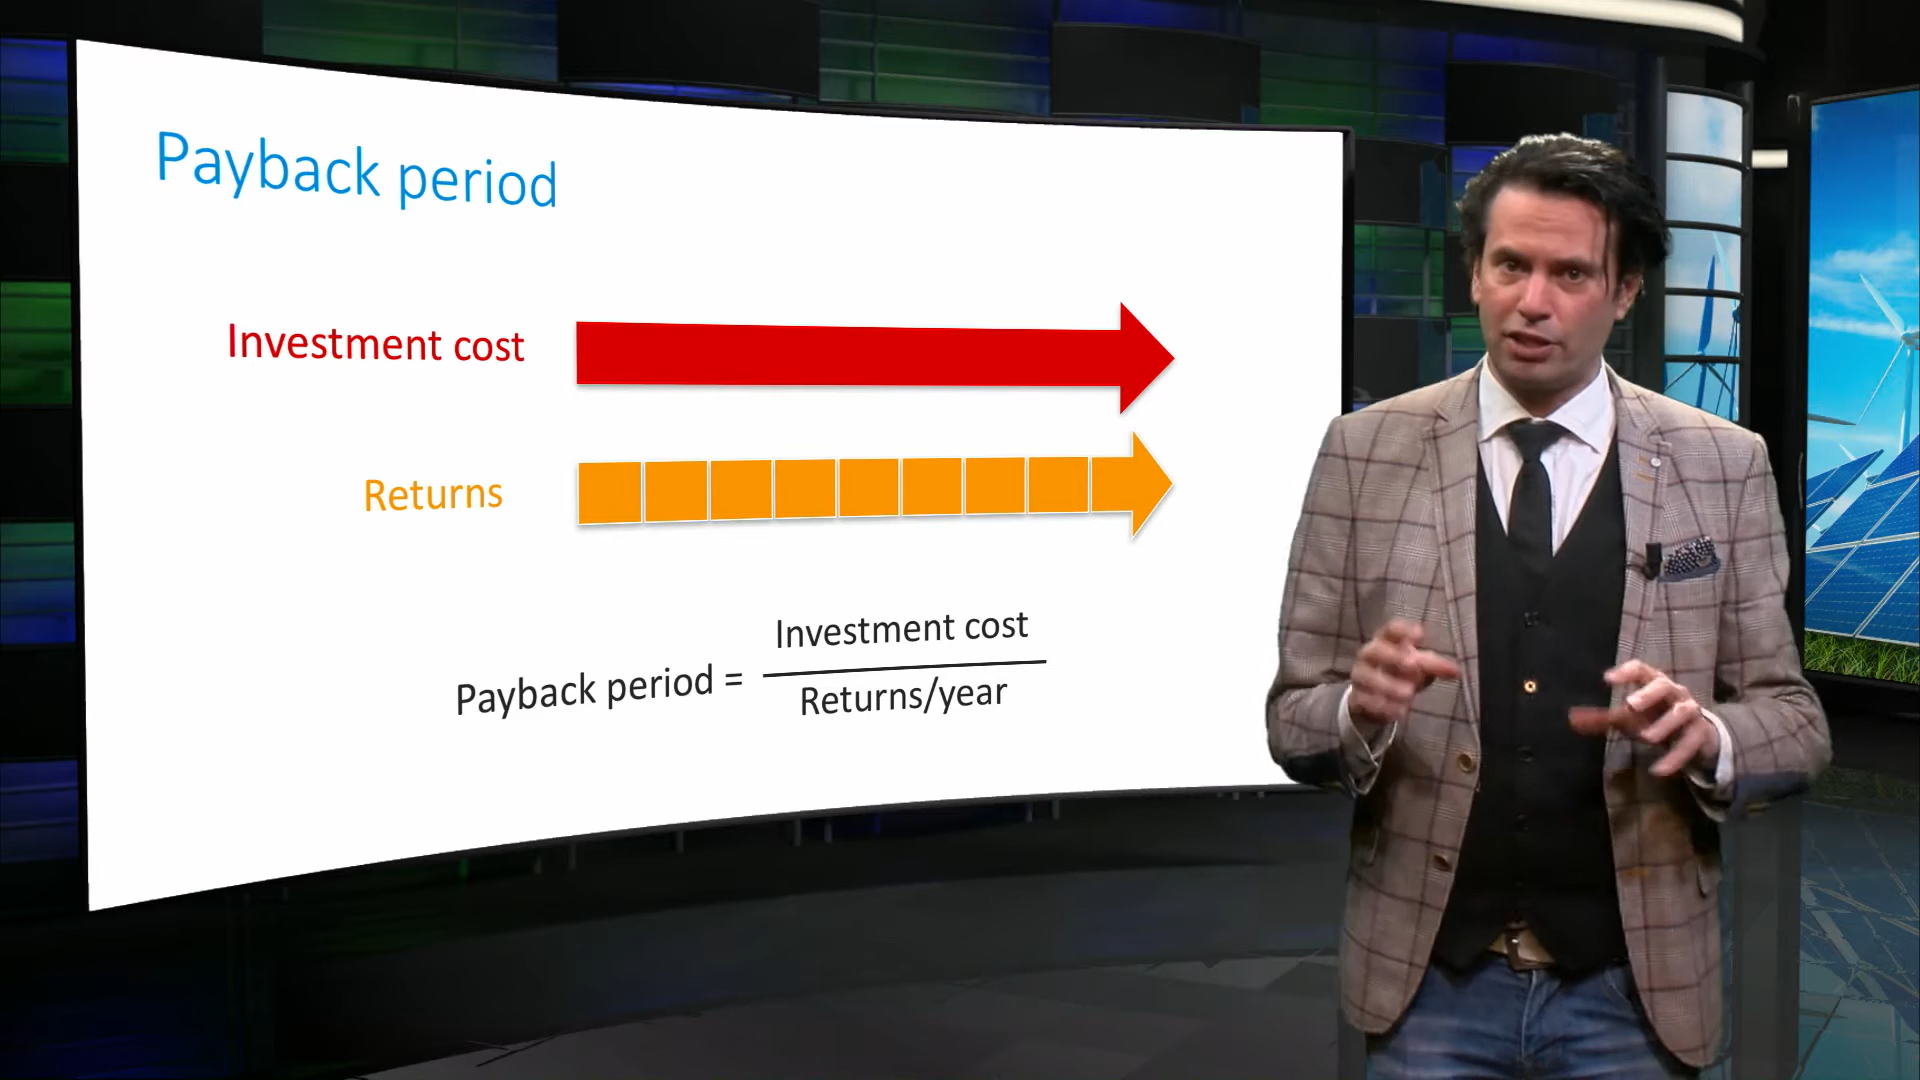 Payback period
Investment cost
Returns
Payback period =
Investment cost
Returns/year